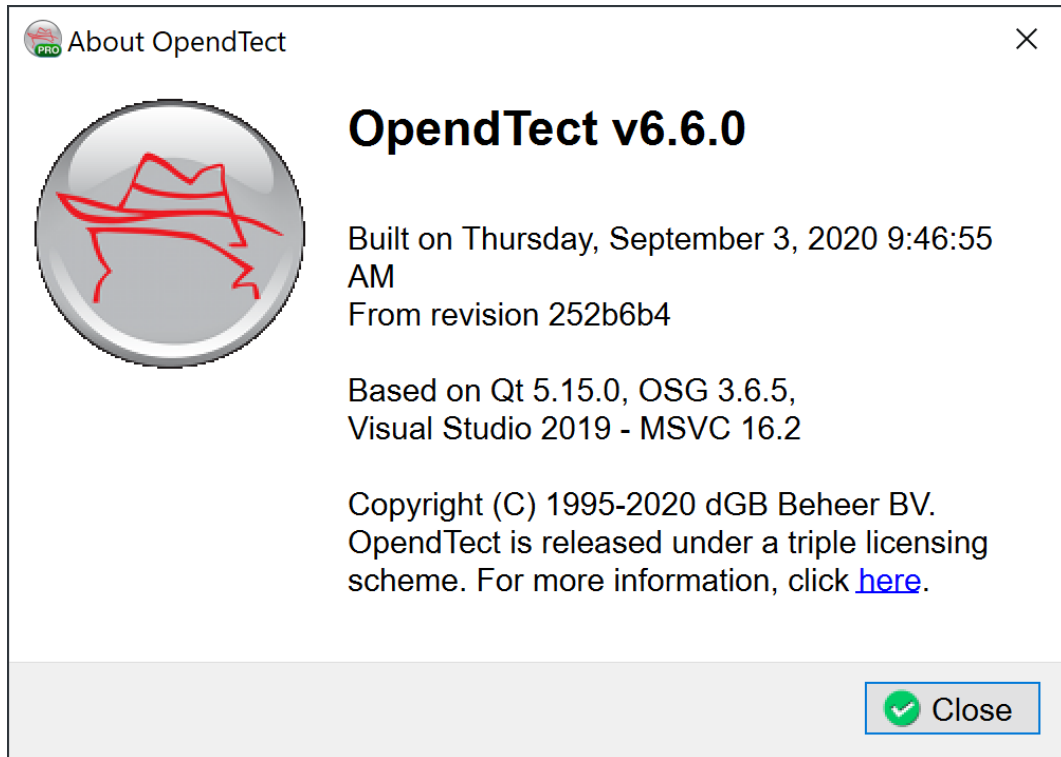 PRO
About OpendTect
OpendTect v6.6.0
Built on Thursday, September 3, 2020 9:46:55
AM
From revision 252b6b4
Based on Qt 5.15.0, OSG 3.6.5,
Visual Studio 2019 - MSVC 16.2
Copyright (C) 1995-2020 dGB Beheer BV.
OpendTect is released under a triple licensing
scheme. For more information, click here.
Close